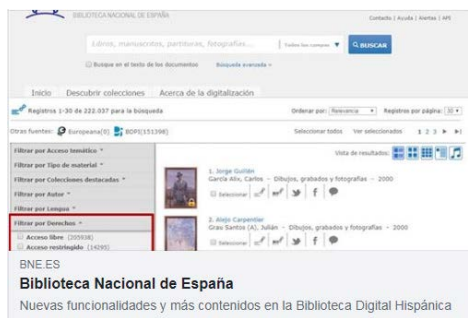 BIBLIOTECA NACIONAL DE ESPAÑA
Contacto | Ayuda | Alertas | API
Libros, manuscritos, partituras, fotografías...
Todos los campos
BUSCAR
Busque en el texto de los documentos
Búsqueda avanzada
Inicio
Descubrir colecciones
Acerca de la digitalización
Registros 1-30 de 222.037 para la búsqueda
Ordenar por: Relevancia
Registros por página: 30
Otras fuentes: Europeana(0) BDPI(151398)
Seleccionar todos
Ver seleccionados
1 2 3
Filtrar por Acceso temático
Vista de resultados:
Filtrar por Tipo de material
Filtrar por Colecciones destacadas
Filtrar por Autor
Filtrar por Lengua
Filtrar por Derechos
Acceso libre (205938)
Acceso restringido (14295)
1. Jorge Guillén
García Alix, Carlos - Dibujos, grabados y fotografías - 2000
Seleccionar
2. Alejo Carpentier
Grau Santos (A), Julián - Dibujos, grabados y fotografías - 2000
Seleccionar
BNE.ES
Biblioteca Nacional de España
Nuevas funcionalidades y más contenidos en la Biblioteca Digital Hispánica